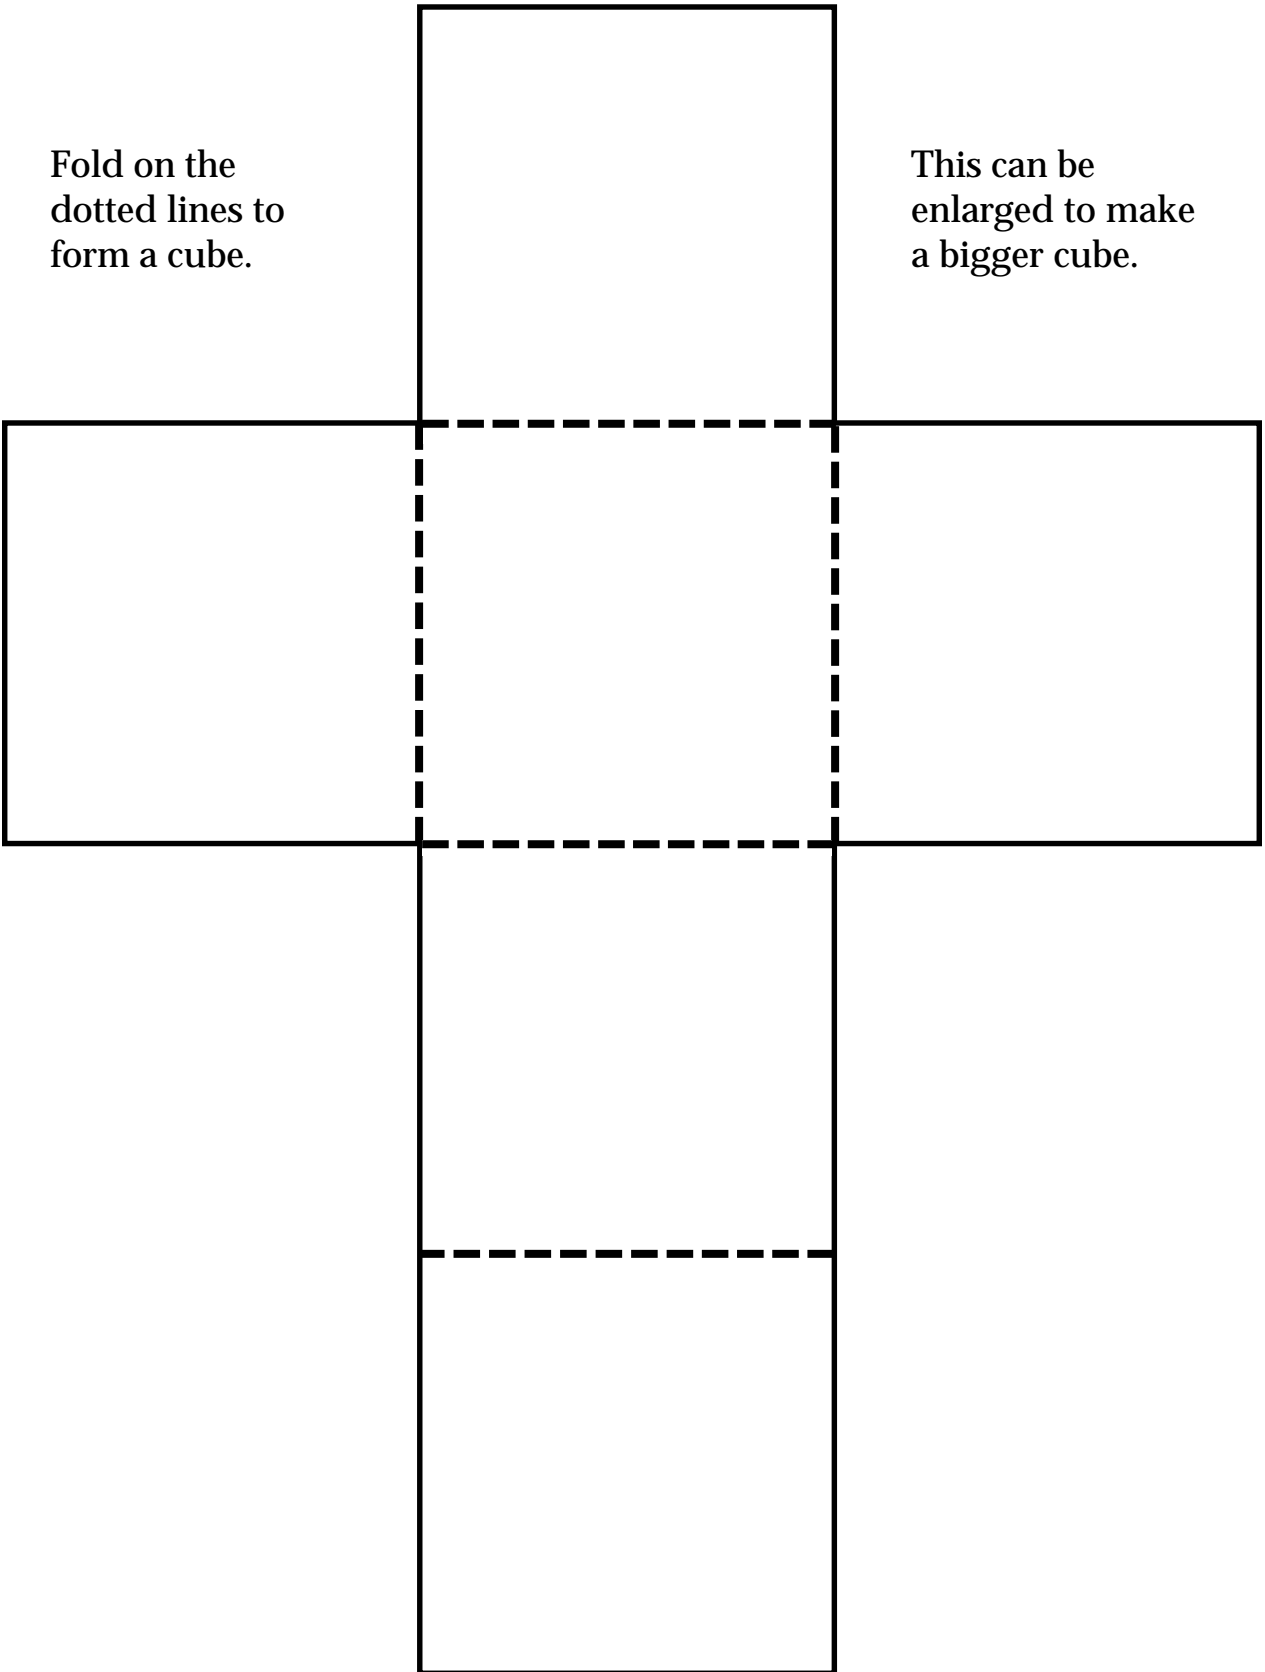 Fold on the
dotted lines to
form a cube.
This can be
enlarged to make
a bigger cube.